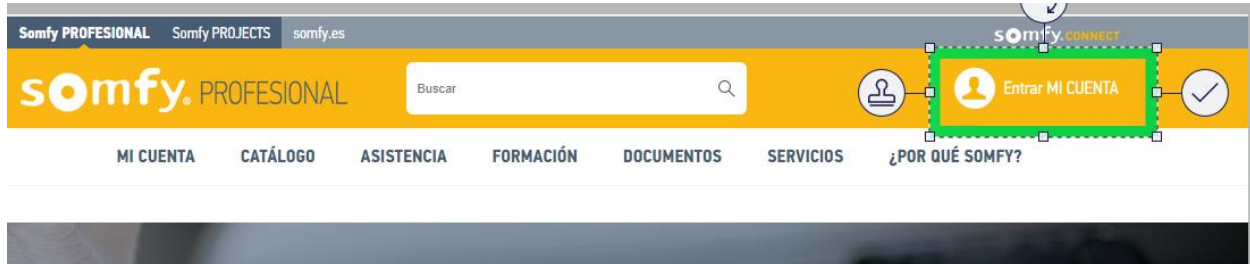 Somfy PROFESIONAL Somfy PROJECTS somfy.es somfy.CONNECT
somfy. PROFESIONAL Buscar Entrar MI CUENTA
MI CUENTA CATÁLOGO ASISTENCIA FORMACIÓN DOCUMENTOS SERVICIOS ¿POR QUÉ SOMFY?